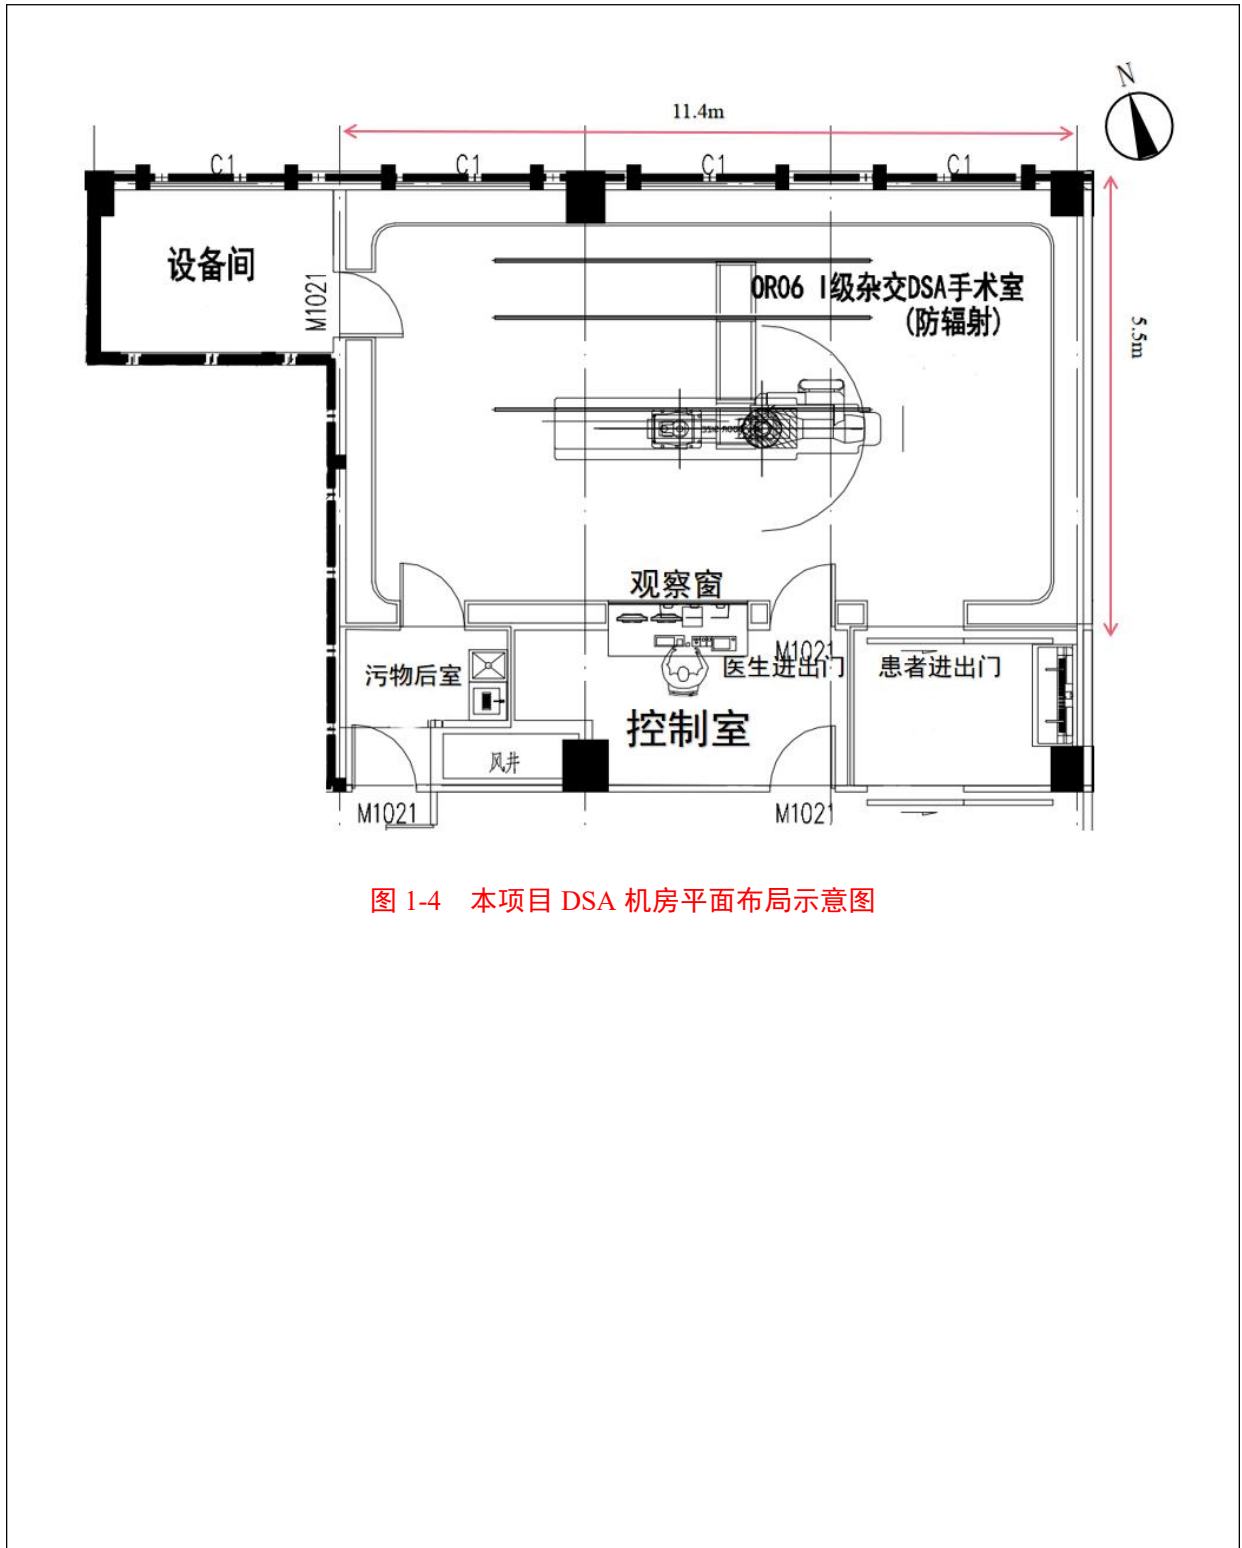 N
11.4m
C1
C1
C1
C1
设备间
M1021
OR06 I级杂交DSA手术室
(防辐射)
5.5m
观察窗
M1021
污物后室
医生进出门
患者进出门
控制室
风井
M1021
M1021
图 1-4 本项目 DSA 机房平面布局示意图